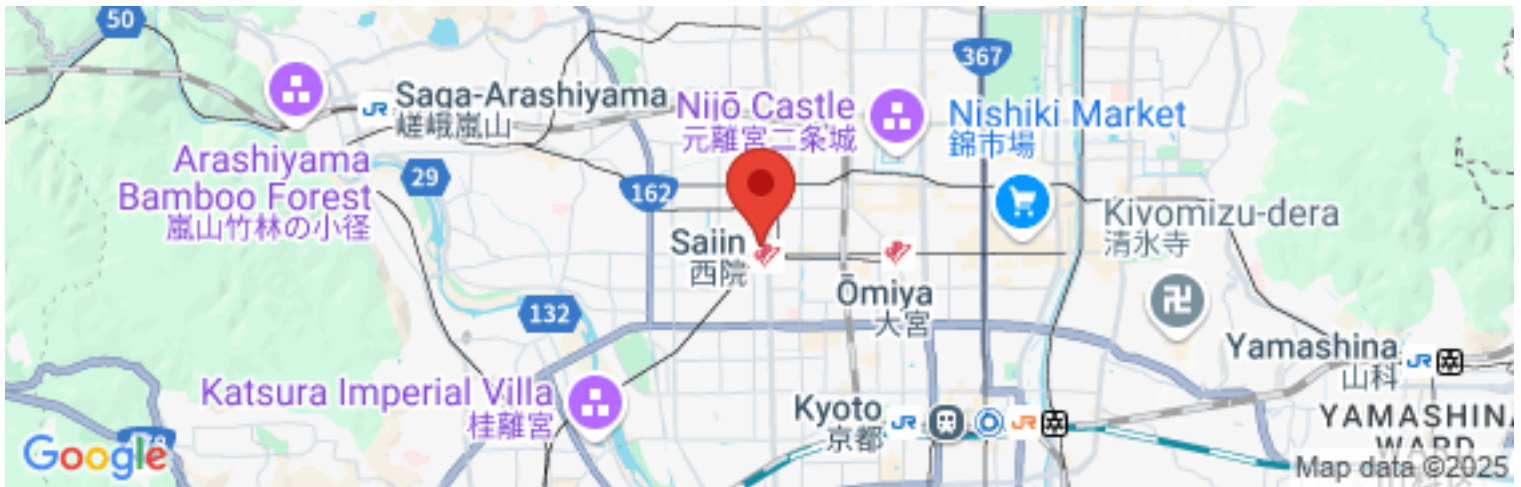 50
367
Saga-Arashiyama
嵯峨嵐山
Nijō Castle
元離宮二条城
Nishiki Market
錦市場
Arashiyama
Bamboo Forest
嵐山竹林の小径
29
162
Kiyomizu-dera
清水寺
Saiin
西院
Ōmiya
大宮
132
Yamashina
山科
Katsura Imperial Villa
桂離宮
Kyoto
京都
YAMASHINA
WARD
Google
Map data ©2025